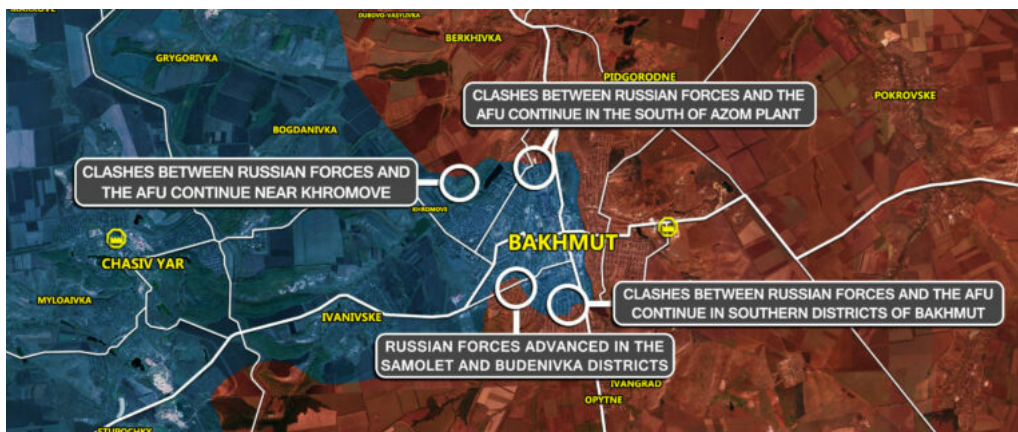 DUBOVO-VASYLIVKA
BERKHIVKA
GRYGORIVKA
PIDGORODNE
POKROVSKE
CLASHES BETWEEN RUSSIAN FORCES AND THE
AFU CONTINUE IN THE SOUTH OF AZOM PLANT
BOGDANIVKA
CLASHES BETWEEN RUSSIAN FORCES AND
THE AFU CONTINUE NEAR KHROMOVE
KHROMOVE
BAKHMUT
CHASIV YAR
MYLOAIVKA
CLASHES BETWEEN RUSSIAN FORCES AND THE AFU
CONTINUE IN SOUTHERN DISTRICTS OF BAKHMUT
IVANIVSKE
RUSSIAN FORCES ADVANCED IN THE
SAMOLET AND BUDENIVKA DISTRICTS
IVANGRAD
OPYTNE